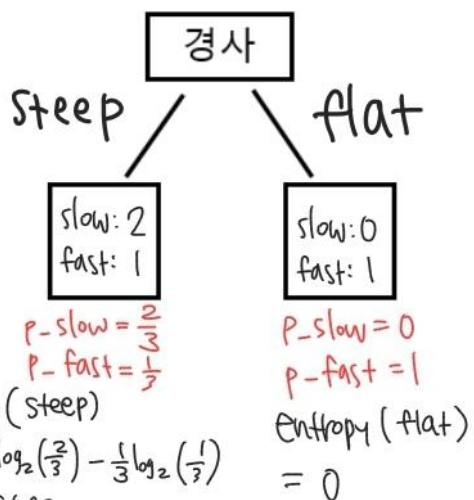 경사
steep
flat
slow: 2
fast: 1
slow: 0
fast: 1
P_slow = 2/3
P_fast = 1/3
P_slow = 0
P_fast = 1
(steep)
log₂(2/3) - 1/3 log₂(1/3)
entropy (flat)
= 0